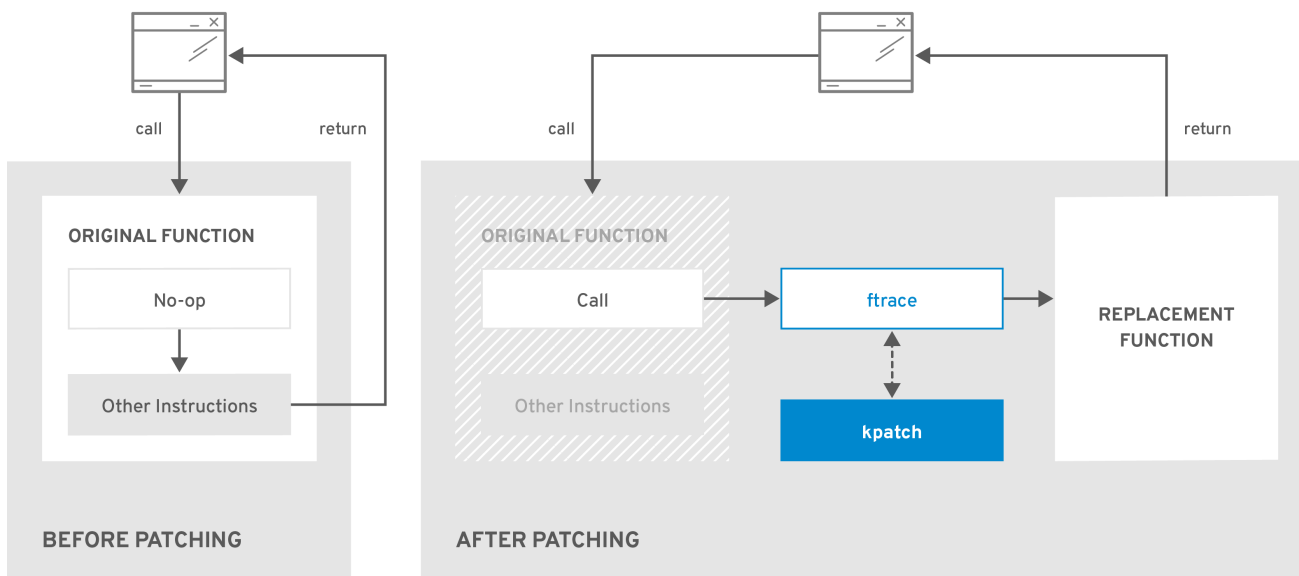 call
return
ORIGINAL FUNCTION
No-op
Other Instructions
BEFORE PATCHING
call
return
ORIGINAL FUNCTION
Call
ftrace
REPLACEMENT
FUNCTION
Other Instructions
kpatch
AFTER PATCHING